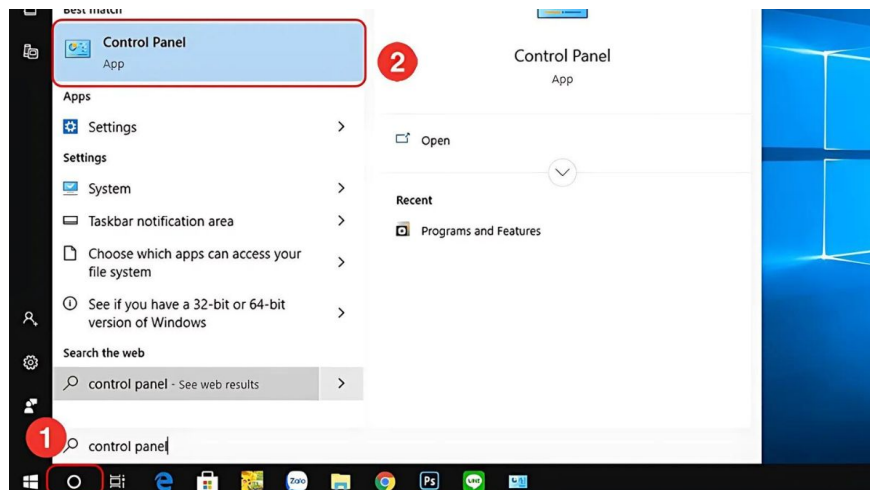 Best match
Control Panel
App
2
Apps
Settings
Settings
System
Taskbar notification area
Choose which apps can access your
file system
See if you have a 32-bit or 64-bit
version of Windows
Search the web
control panel - See web results
1
control panel
Control Panel
App
Open
Recent
Programs and Features
Zalo
Ps
LINE